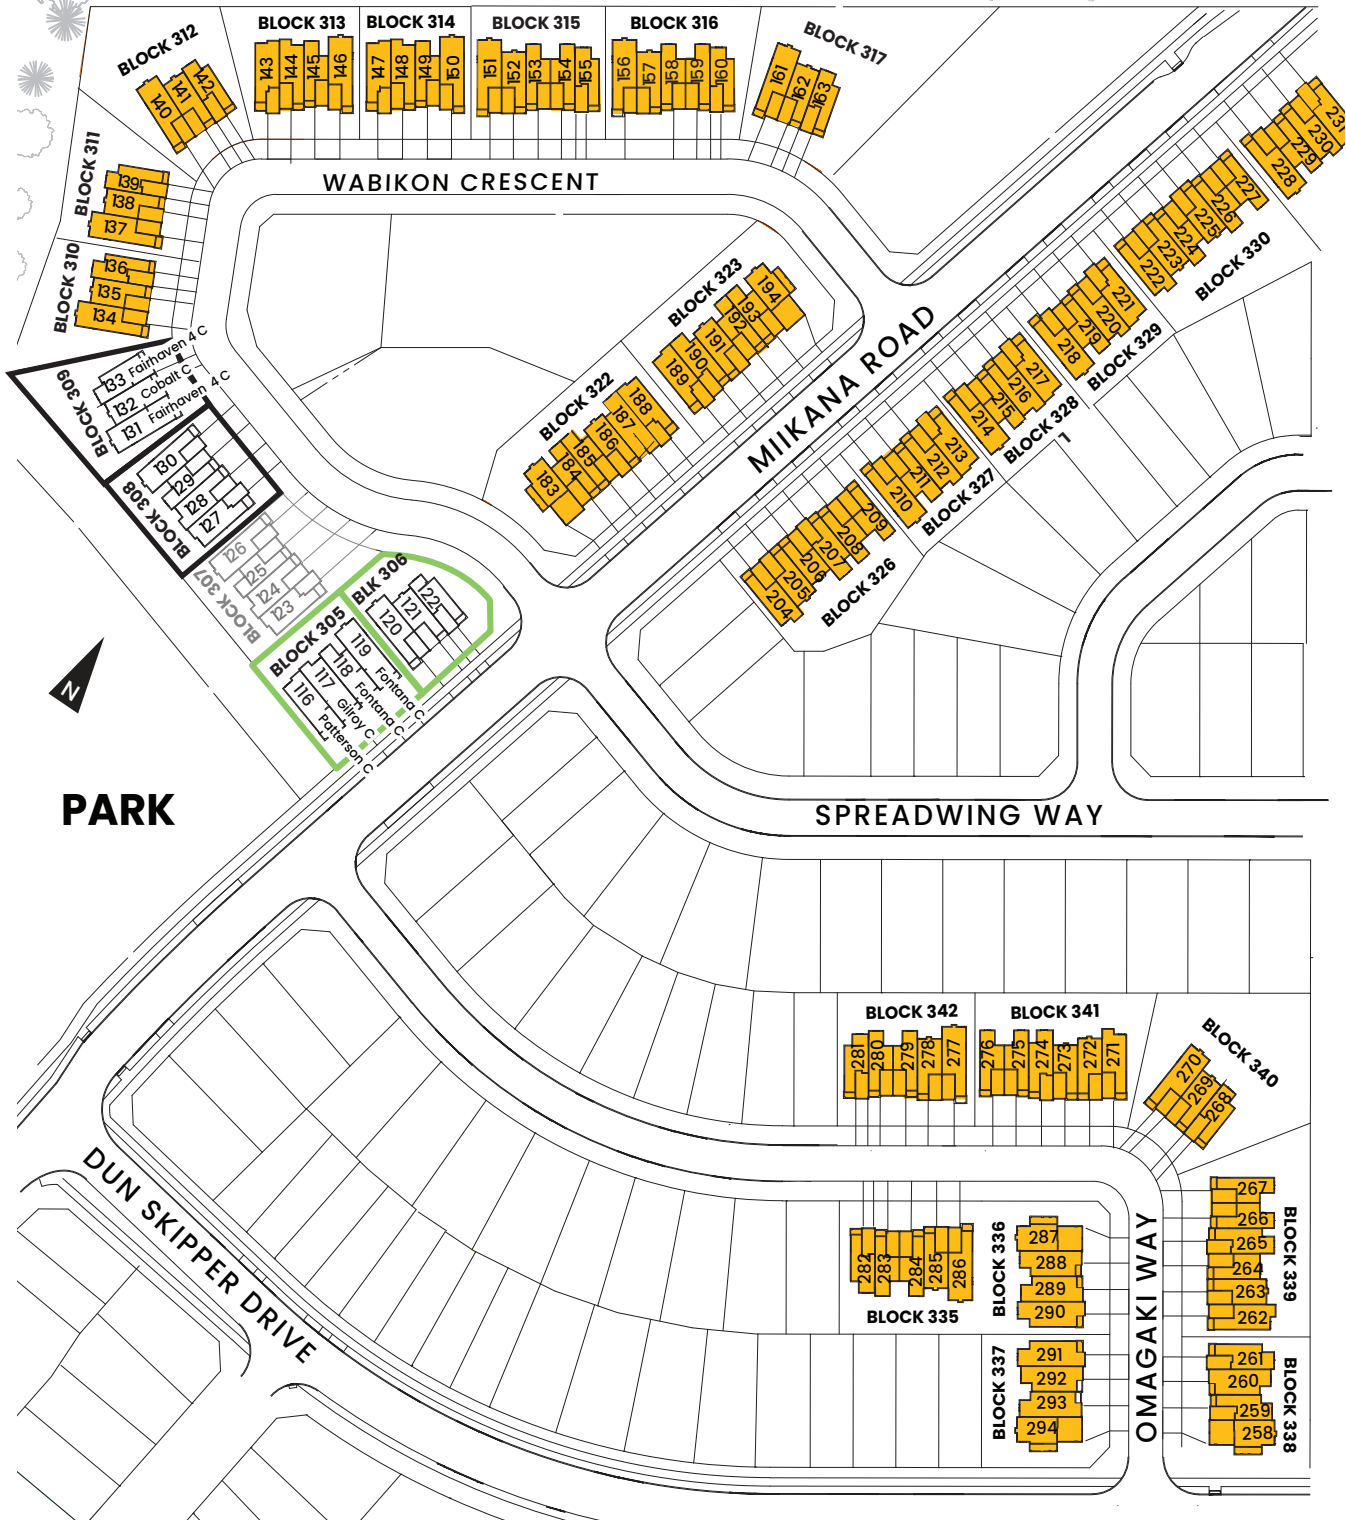 BLOCK 312
140
141
142
BLOCK 313
143
144
145
146
BLOCK 314
147
148
149
150
BLOCK 315
151
152
153
154
155
BLOCK 316
156
157
158
159
160
BLOCK 317
161
162
163
BLOCK 311
139
138
137
BLOCK 310
136
135
134
WABIKON CRESCENT
BLOCK 309
133 Fairhaven 4 C
132 Cobalt C
131 Fairhaven 4 C
BLOCK 308
130
129
128
127
BLOCK 307
126
125
124
123
BLK 306
120
121
122
BLOCK 305
116 Patterson C
117 Gilroy C
118 Fontana C
119 Fontana C
BLOCK 322
183
184
185
186
187
188
BLOCK 323
189
190
191
192
193
194
MIIKANA ROAD
BLOCK 326
204
205
206
207
208
209
BLOCK 327
210
211
212
213
BLOCK 328
214
215
216
217
BLOCK 329
218
219
220
221
BLOCK 330
222
223
224
225
226
227
228
229
230
231
N
PARK
SPREADWING WAY
BLOCK 342
281
280
279
278
277
BLOCK 341
276
275
274
273
272
271
BLOCK 340
270
269
268
BLOCK 339
267
266
265
264
263
262
BLOCK 338
261
260
259
258
OMAGAKI WAY
BLOCK 335
282
283
284
285
286
BLOCK 336
287
288
289
290
BLOCK 337
291
292
293
294
DUN SKIPPER DRIVE